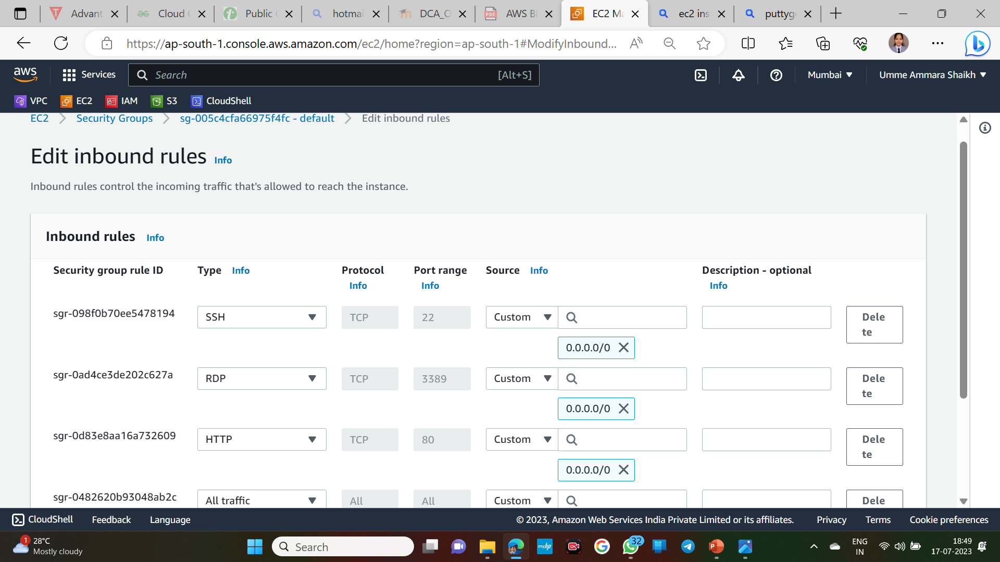 Advant
Cloud
Public
hotmai
DCA_O
AWS Bl
EC2 Ma
ec2 ins
puttyge
https://ap-south-1.console.aws.amazon.com/ec2/home?region=ap-south-1#ModifyInbound...
aws
Services
Search
[Alt+S]
Mumbai
Umme Ammara Shaikh
VPC
EC2
IAM
S3
CloudShell
EC2
Security Groups
sg-005c4cfa66975f4fc - default
Edit inbound rules
Edit inbound rules Info
Inbound rules control the incoming traffic that's allowed to reach the instance.
Inbound rules Info
Security group rule ID
Type Info
Protocol
Info
Port range
Info
Source Info
Description - optional
Info
sgr-098f0b70ee5478194
SSH
TCP
22
Custom
Dele
te
0.0.0.0/0
sgr-0ad4ce3de202c627a
RDP
TCP
3389
Custom
Dele
te
0.0.0.0/0
sgr-0d83e8aa16a732609
HTTP
TCP
80
Custom
Dele
te
0.0.0.0/0
sgr-0482620b93048ab2c
All traffic
All
All
Custom
Dele
CloudShell
Feedback
Language
© 2023, Amazon Web Services India Private Limited or its affiliates.
Privacy
Terms
Cookie preferences
1
28°C
Mostly cloudy
Search
myhp
32
ENG
IN
18:49
17-07-2023